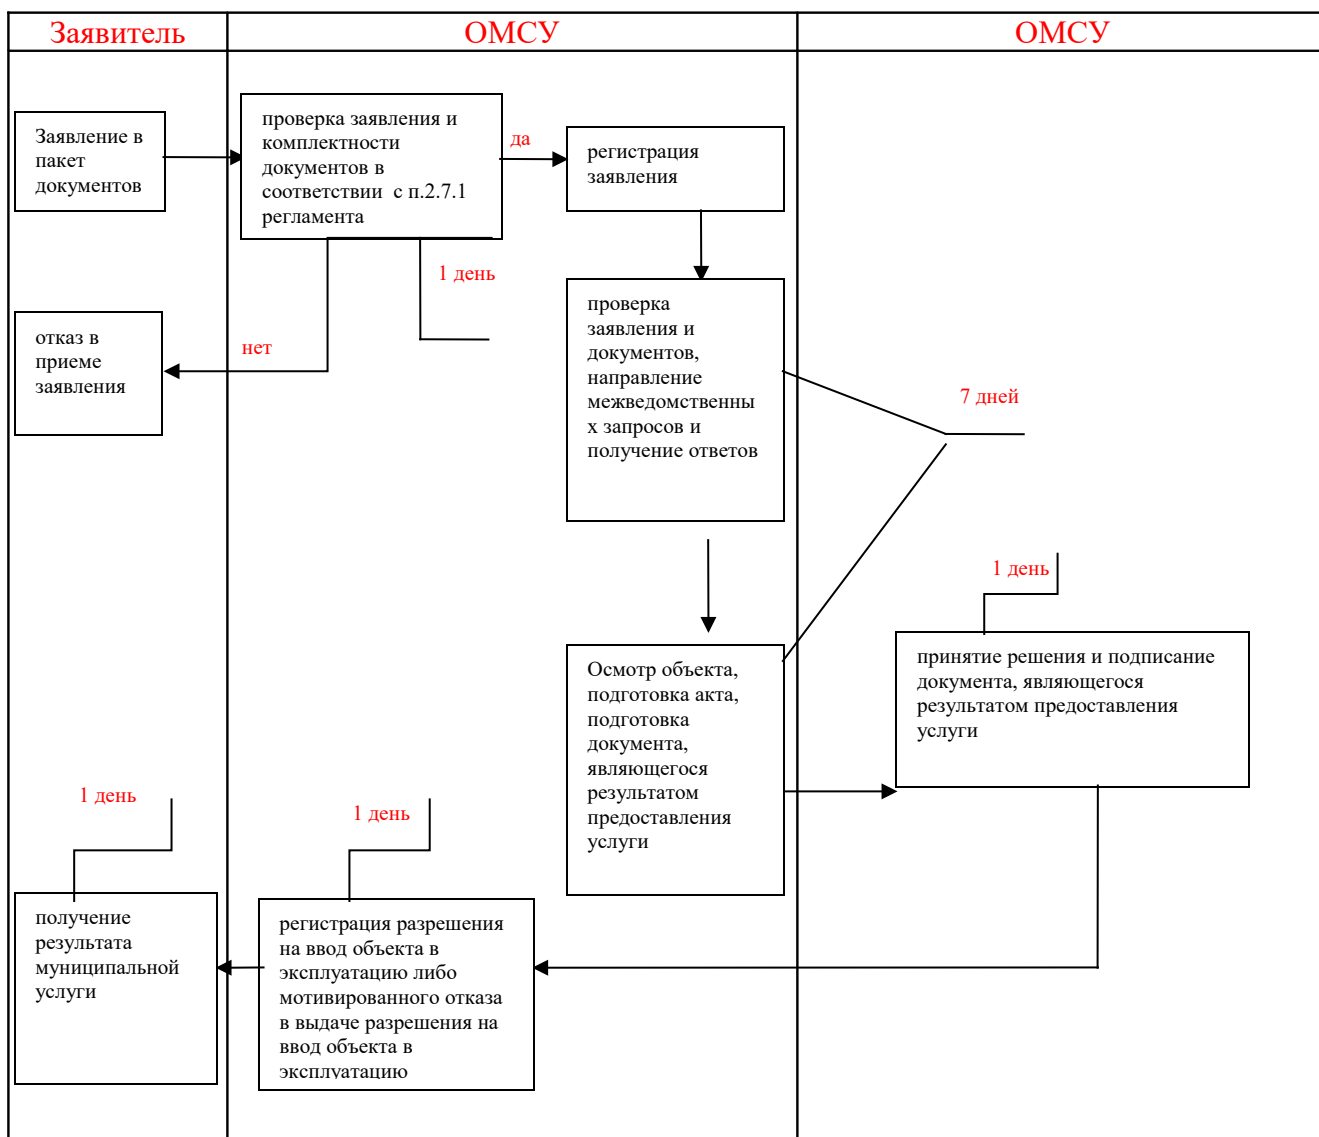 Заявитель
ОМСУ
ОМСУ
Заявление в
пакет
документов
проверка заявления и
комплектности
документов в
соответствии с п.2.7.1
регламента
да
регистрация
заявления
1 день
отказ в
приеме
заявления
нет
проверка
заявления и
документов,
направление
межведомственны
х запросов и
получение ответов
7 дней
1 день
Осмотр объекта,
подготовка акта,
подготовка
документа,
являющегося
результатом
предоставления
услуги
принятие решения и подписание
документа, являющегося
результатом предоставления
услуги
1 день
1 день
получение
результата
муниципальной
услуги
регистрация разрешения
на ввод объекта в
эксплуатацию либо
мотивированного отказа
в выдаче разрешения на
ввод объекта в
эксплуатацию